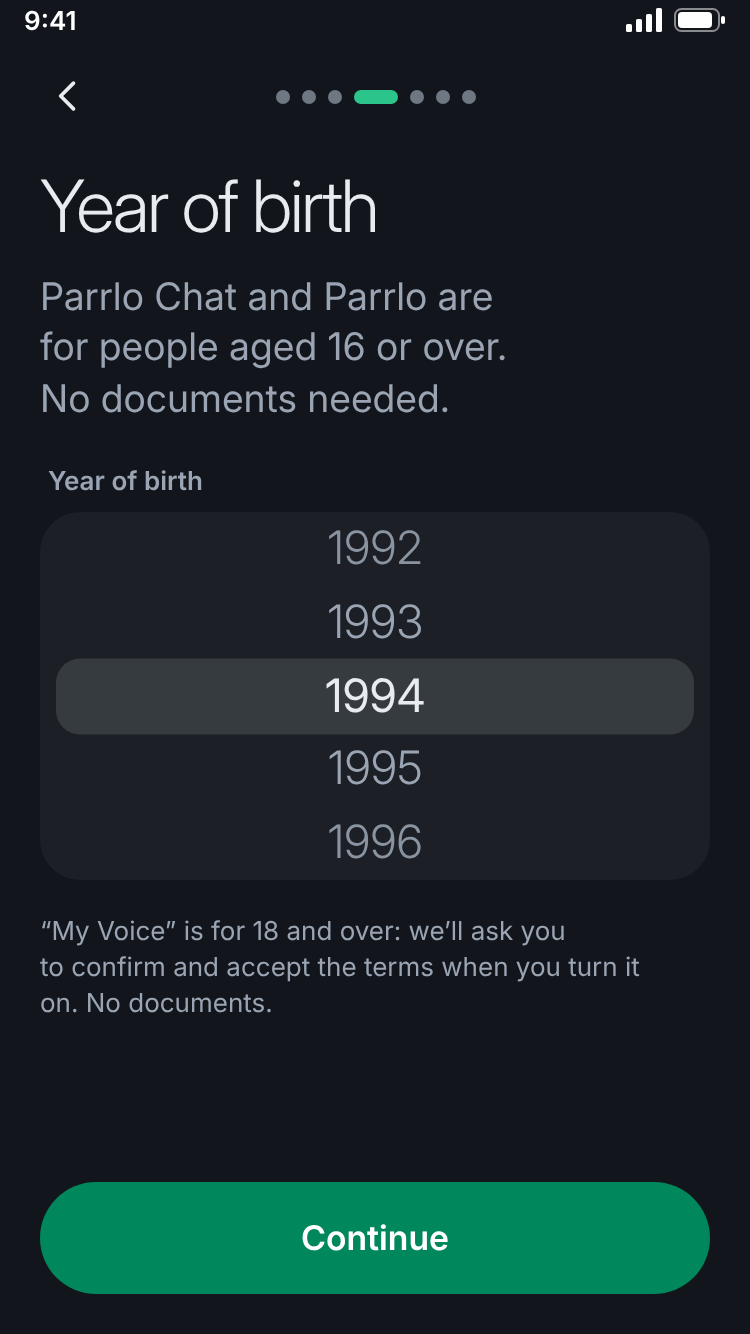 9:41
Year of birth
Parrlo Chat and Parrlo are
for people aged 16 or over.
No documents needed.
Year of birth
1992
1993
1994
1995
1996
“My Voice” is for 18 and over: we’ll ask you
to confirm and accept the terms when you turn it
on. No documents.
Continue